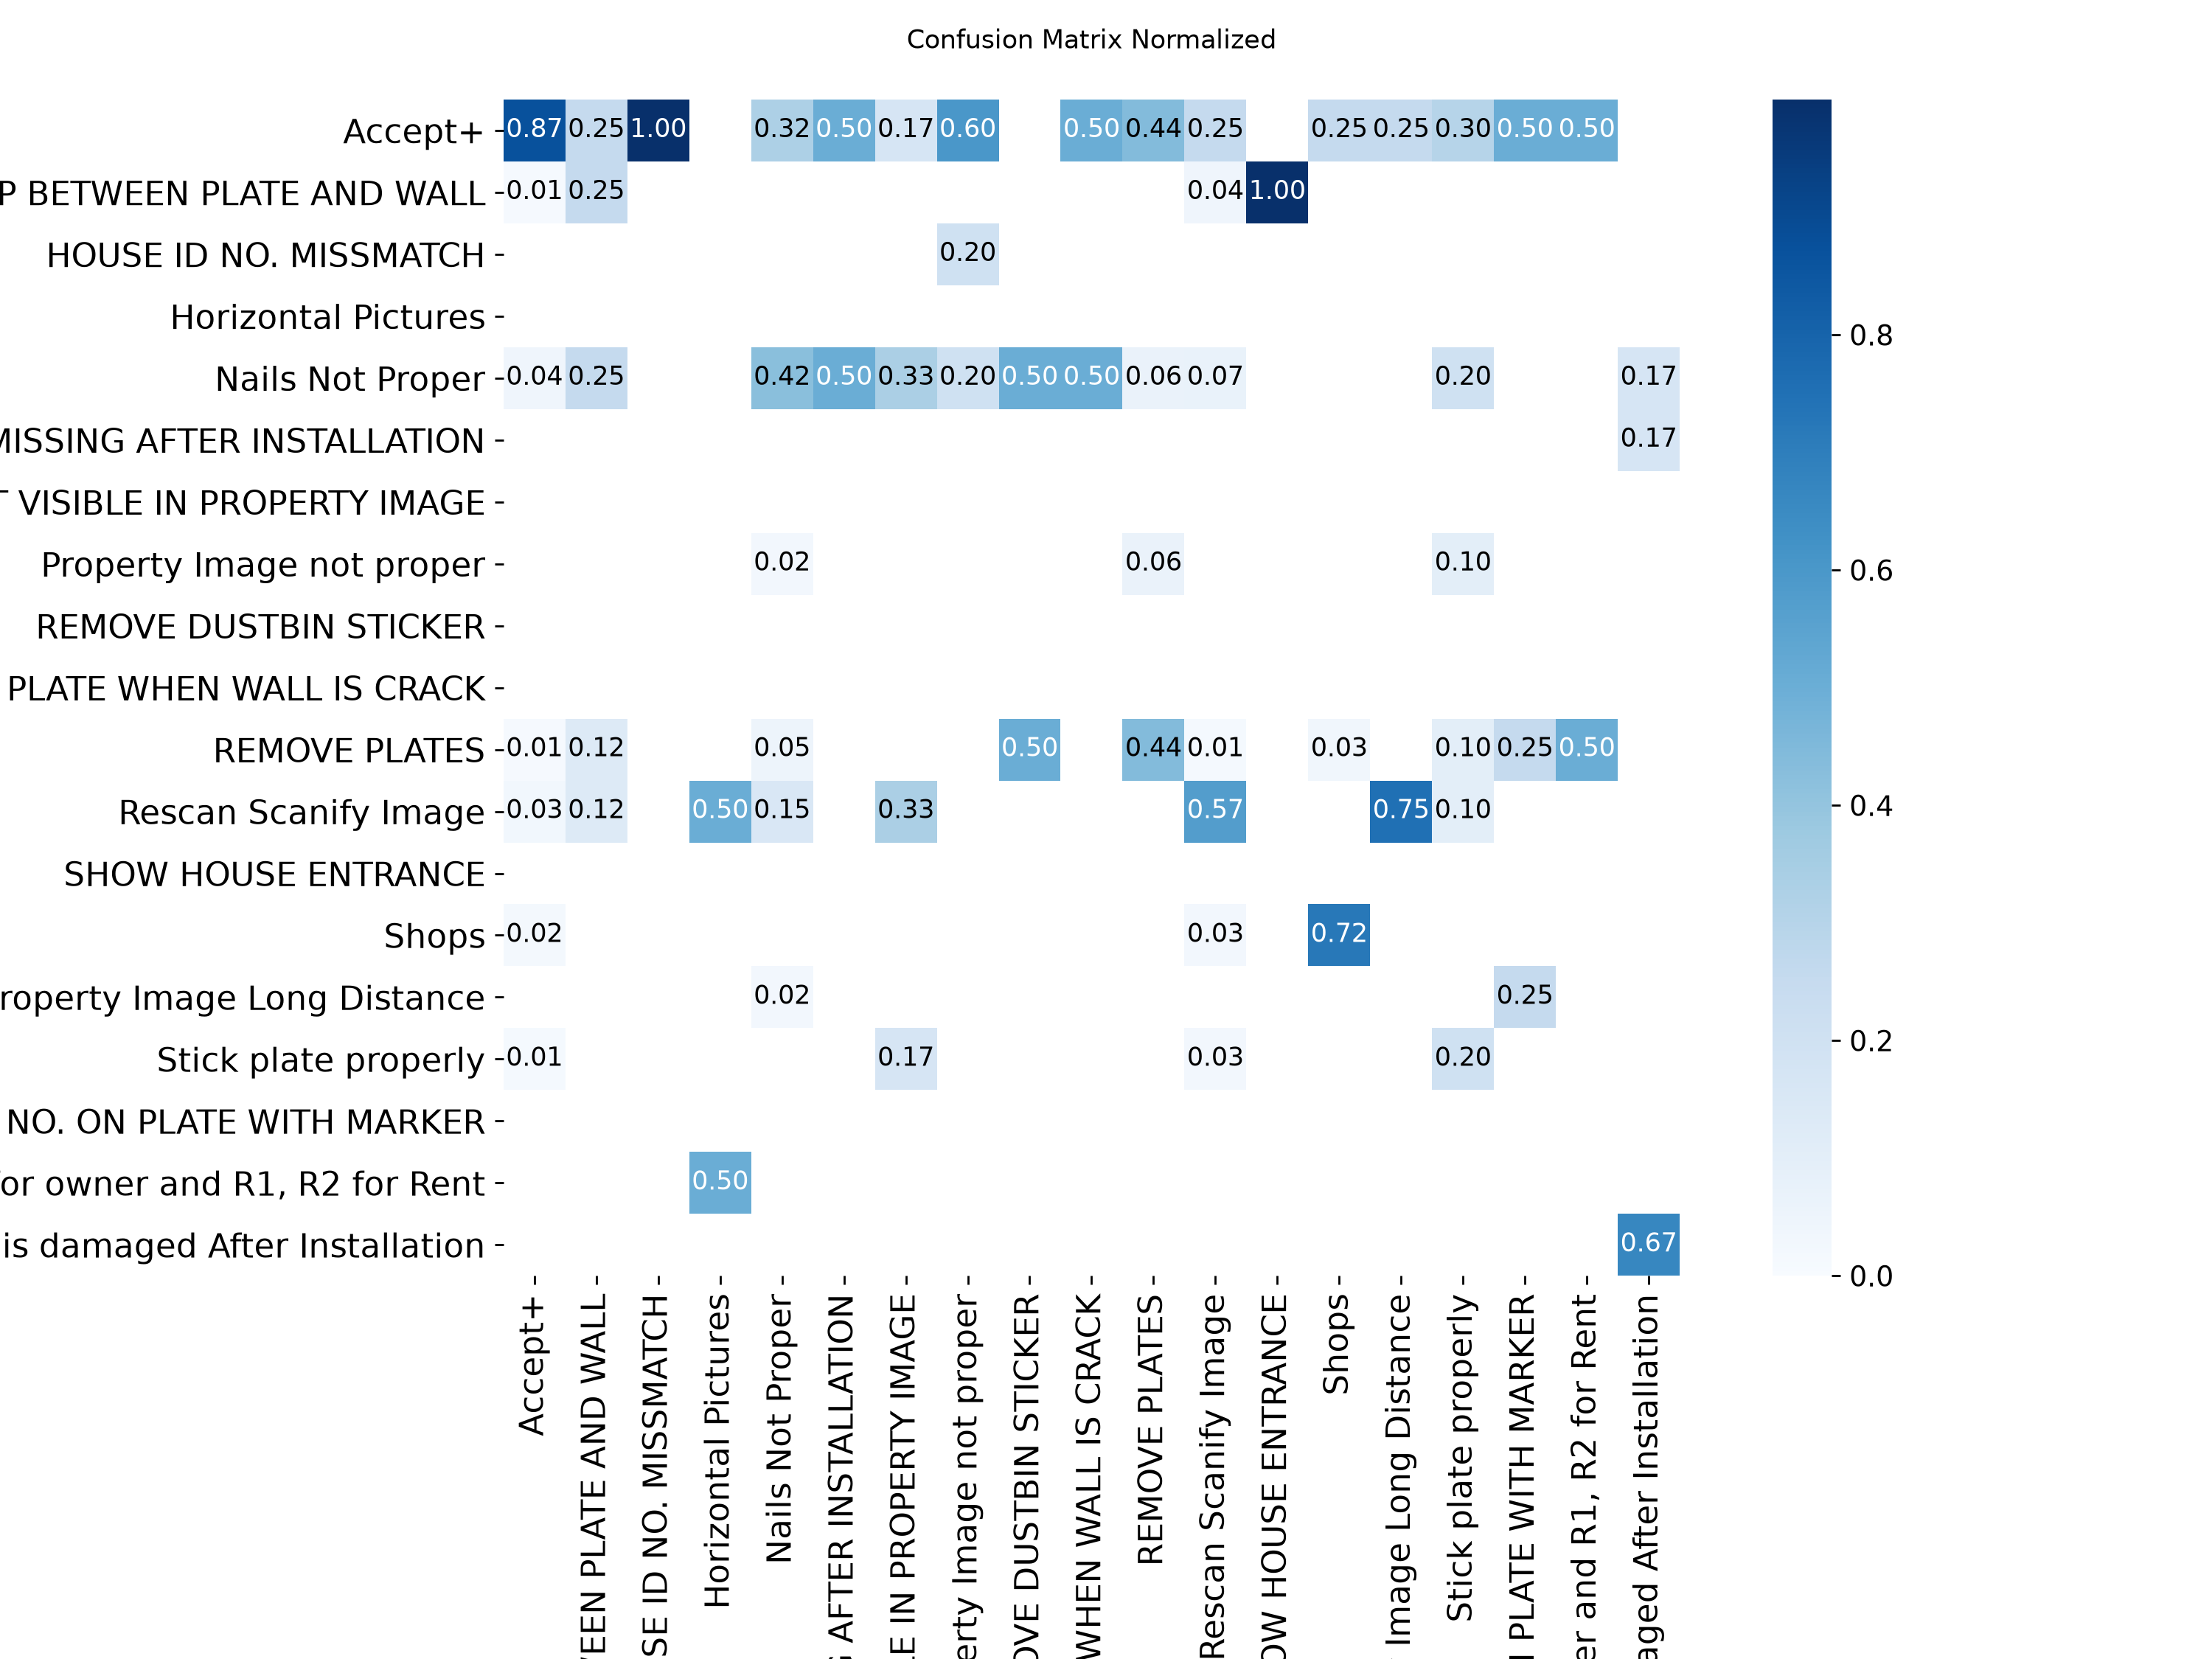 Confusion Matrix Normalized
Accept+ 0.87 0.25 1.00 0.32 0.50 0.17 0.60 0.50 0.44 0.25 0.25 0.25 0.30 0.50 0.50
P BETWEEN PLATE AND WALL 0.01 0.25 0.04 1.00
HOUSE ID NO. MISSMATCH 0.20
Horizontal Pictures
Nails Not Proper 0.04 0.25 0.42 0.50 0.33 0.20 0.50 0.50 0.06 0.07 0.20 0.17
MISSING AFTER INSTALLATION 0.17
VISIBLE IN PROPERTY IMAGE
Property Image not proper 0.02 0.06 0.10
REMOVE DUSTBIN STICKER
PLATE WHEN WALL IS CRACK
REMOVE PLATES 0.01 0.12 0.05 0.50 0.44 0.01 0.03 0.10 0.25 0.50
Rescan Scanify Image 0.03 0.12 0.50 0.15 0.33 0.57 0.75 0.10
SHOW HOUSE ENTRANCE
Shops 0.02 0.03 0.72
roperty Image Long Distance 0.02 0.25
Stick plate properly 0.01 0.17 0.03 0.20
NO. ON PLATE WITH MARKER
or owner and R1, R2 for Rent 0.50
is damaged After Installation 0.67
0.8
0.6
0.4
0.2
0.0
Accept+
EEN PLATE AND WALL
SE ID NO. MISSMATCH
Horizontal Pictures
Nails Not Proper
AFTER INSTALLATION
LE IN PROPERTY IMAGE
erty Image not proper
OVE DUSTBIN STICKER
WHEN WALL IS CRACK
REMOVE PLATES
Rescan Scanify Image
OW HOUSE ENTRANCE
Shops
Image Long Distance
Stick plate properly
PLATE WITH MARKER
er and R1, R2 for Rent
aged After Installation